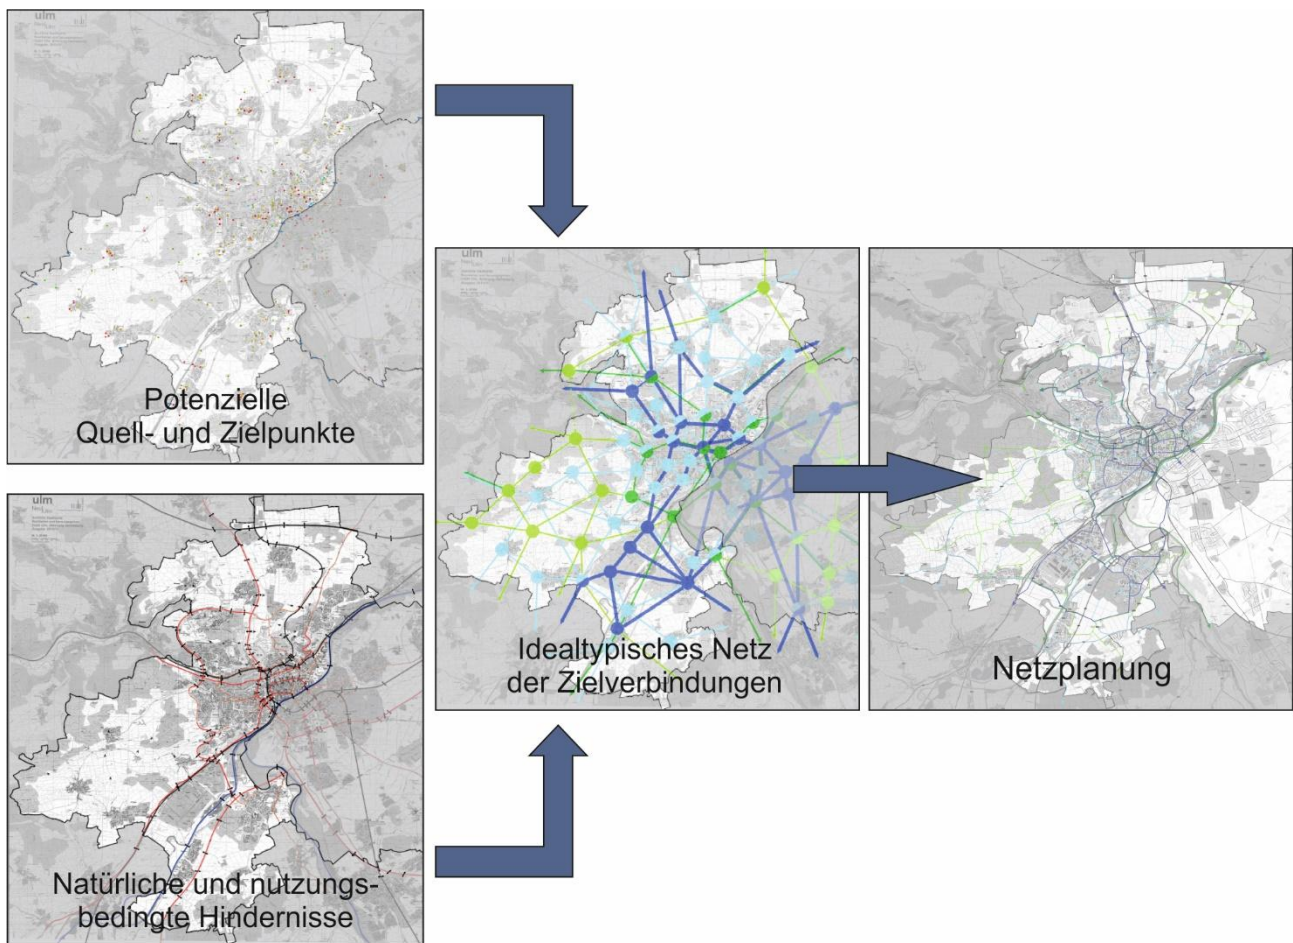 ulm
Potenzielle
Quell- und Zielpunkte
ulm
Natürliche und nutzungs-
bedingte Hindernisse
ulm
Idealtypisches Netz
der Zielverbindungen
Netzplanung